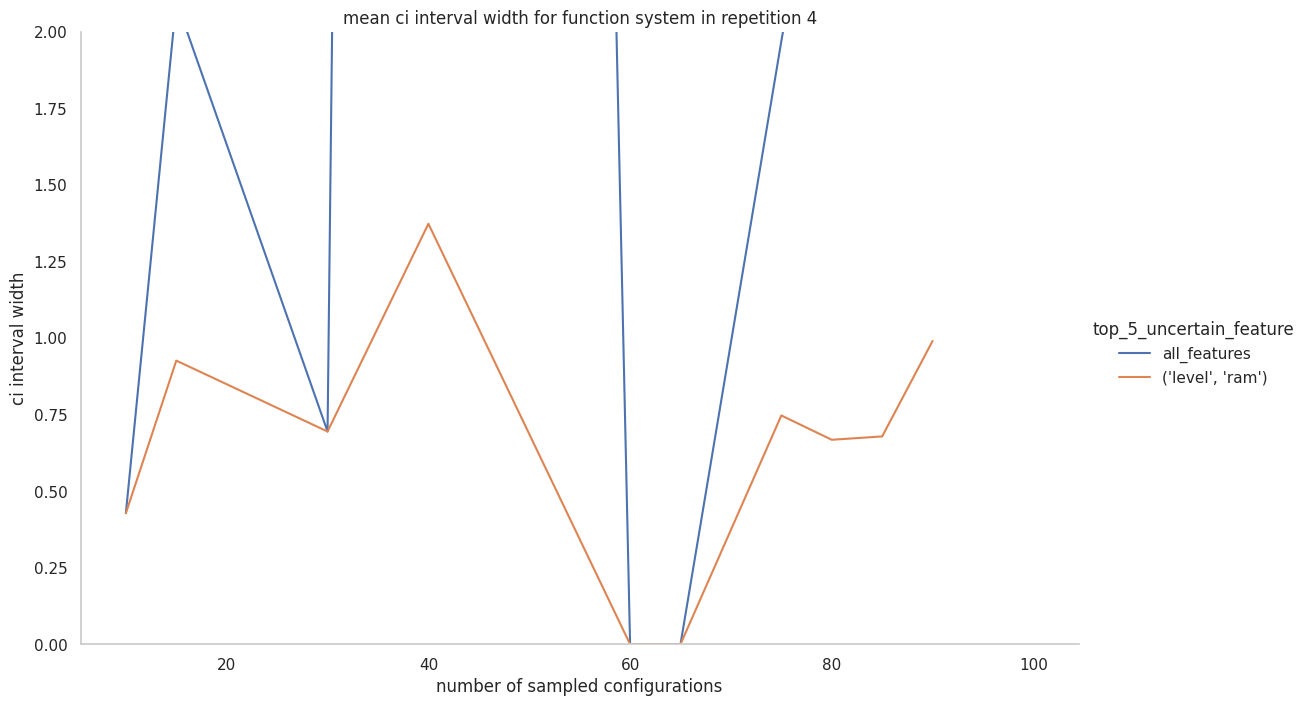 mean ci interval width for function system in repetition 4
2.00
1.75
1.50
1.25
1.00
0.75
0.50
0.25
0.00
ci interval width
20 40 60 80 100
number of sampled configurations
top_5_uncertain_feature
all_features
('level', 'ram')